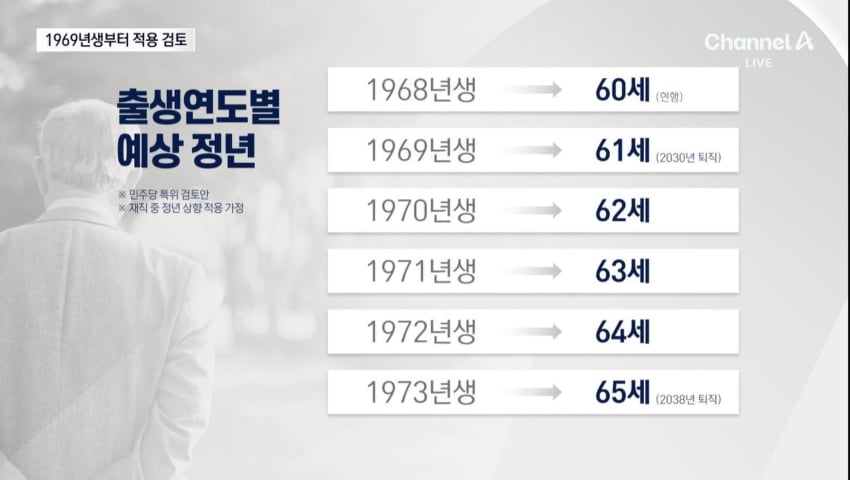 1969년생부터 적용 검토
Channel A
LIVE
출생연도별
예상 정년
※ 민주당 특위 검토안
※ 재직 중 정년 상향 적용 가정
1968년생 60세 (현행)
1969년생 61세 (2030년 퇴직)
1970년생 62세
1971년생 63세
1972년생 64세
1973년생 65세 (2038년 퇴직)